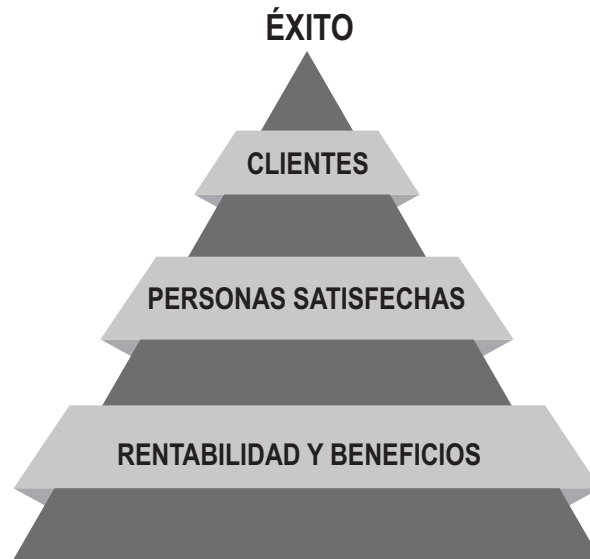 ÉXITO
CLIENTES
PERSONAS SATISFECHAS
RENTABILIDAD Y BENEFICIOS